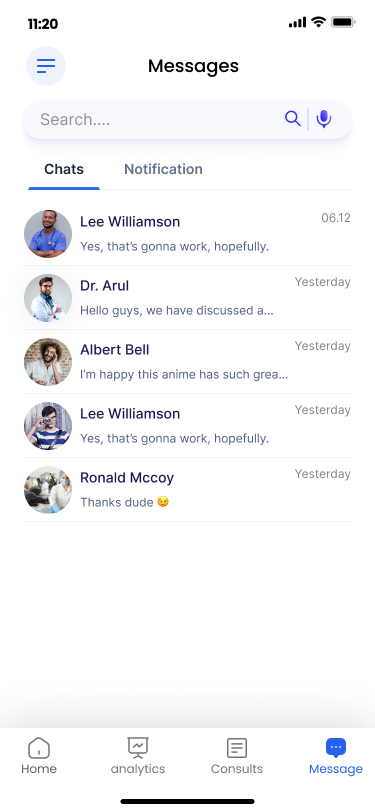 11:20
Messages
Search....
Chats Notification
Lee Williamson 06.12
Yes, that's gonna work, hopefully.
Dr. Arul Yesterday
Hello guys, we have discussed a...
Albert Bell Yesterday
I'm happy this anime has such grea...
Lee Williamson Yesterday
Yes, that's gonna work, hopefully.
Ronald Mccoy Yesterday
Thanks dude 😉
Home analytics Consults Message